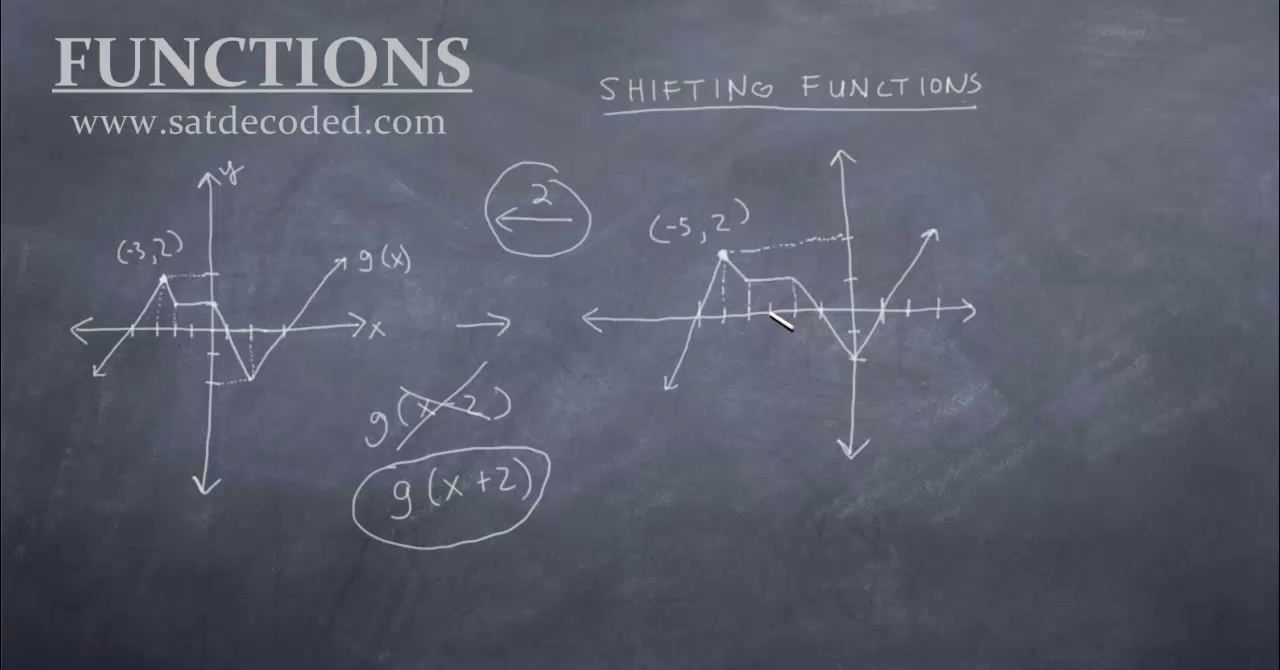 FUNCTIONS
www.satdecoded.com
SHIFTING FUNCTIONS
y
(-3,2)
g(x)
x
2
(-5,2)
g(x-2)
g(x+2)